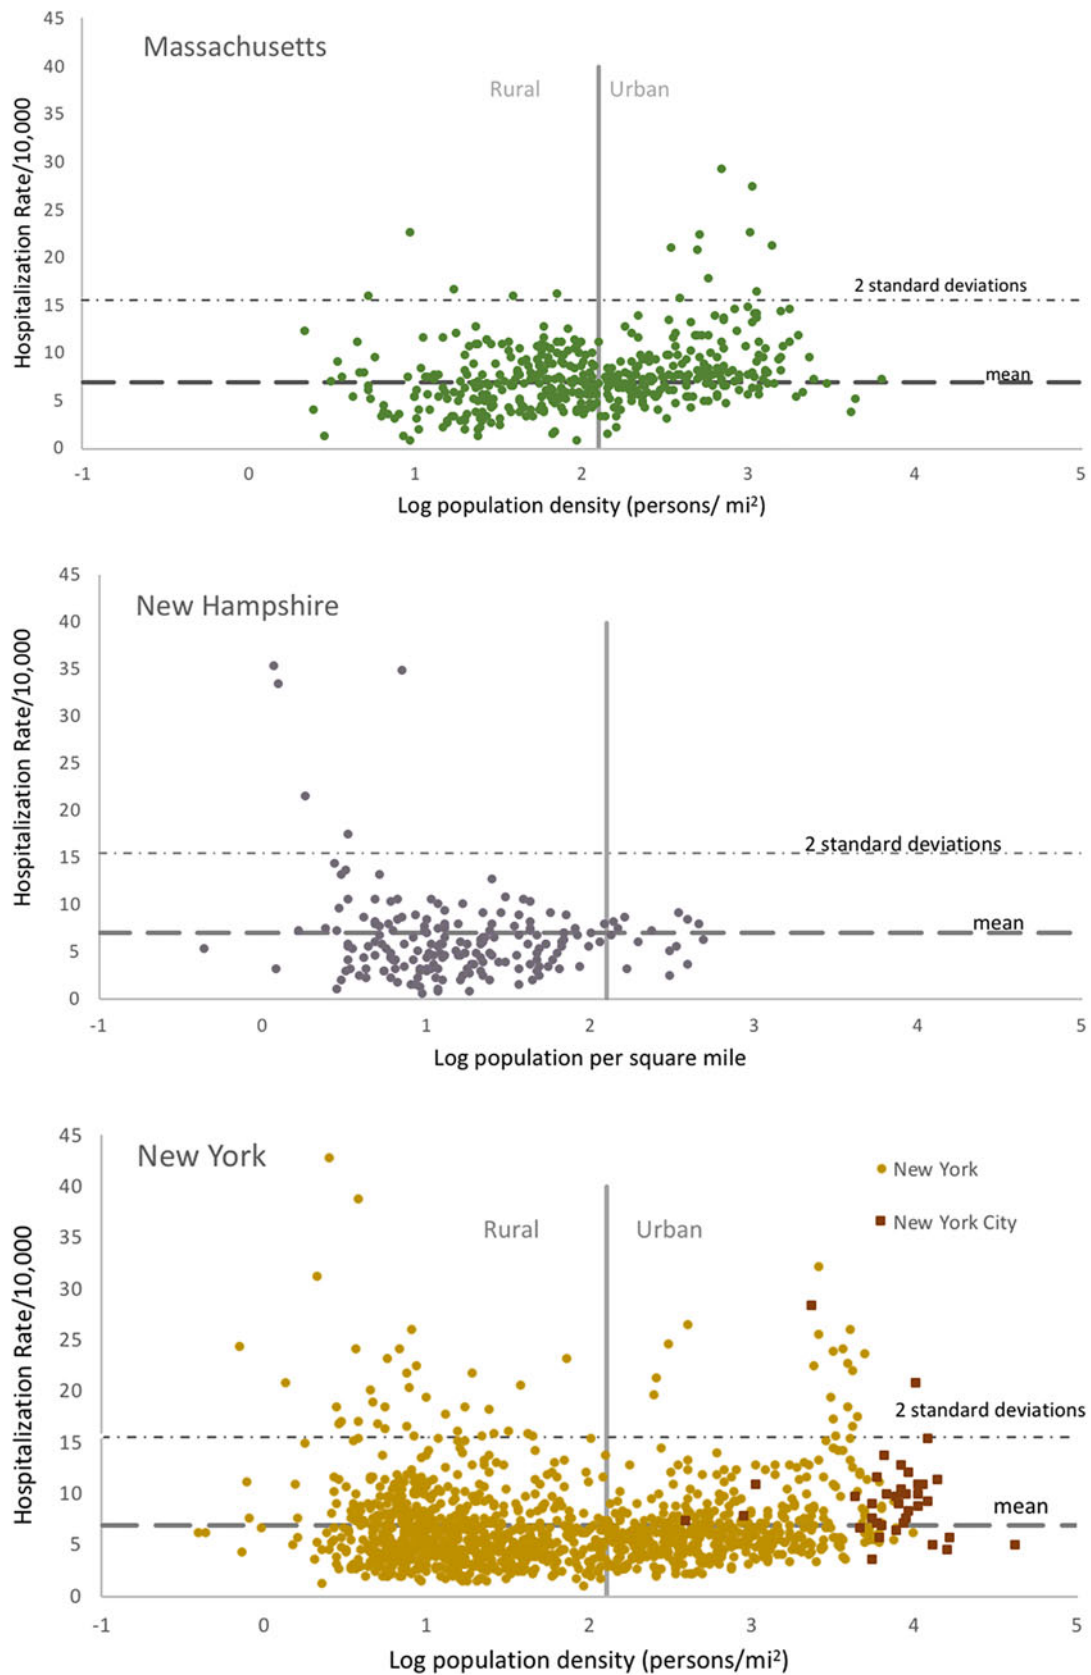 Massachusetts
Rural
Urban
Hospitalization Rate/10,000
45
40
35
30
25
20
15
10
5
0
2 standard deviations
mean
-1 0 1 2 3 4 5
Log population density (persons/ mi²)
New Hampshire
Hospitalization Rate/10,000
45
40
35
30
25
20
15
10
5
0
2 standard deviations
mean
-1 0 1 2 3 4 5
Log population per square mile
New York
Rural
Urban
New York
New York City
Hospitalization Rate/10,000
45
40
35
30
25
20
15
10
5
0
2 standard deviations
mean
-1 0 1 2 3 4 5
Log population density (persons/mi²)